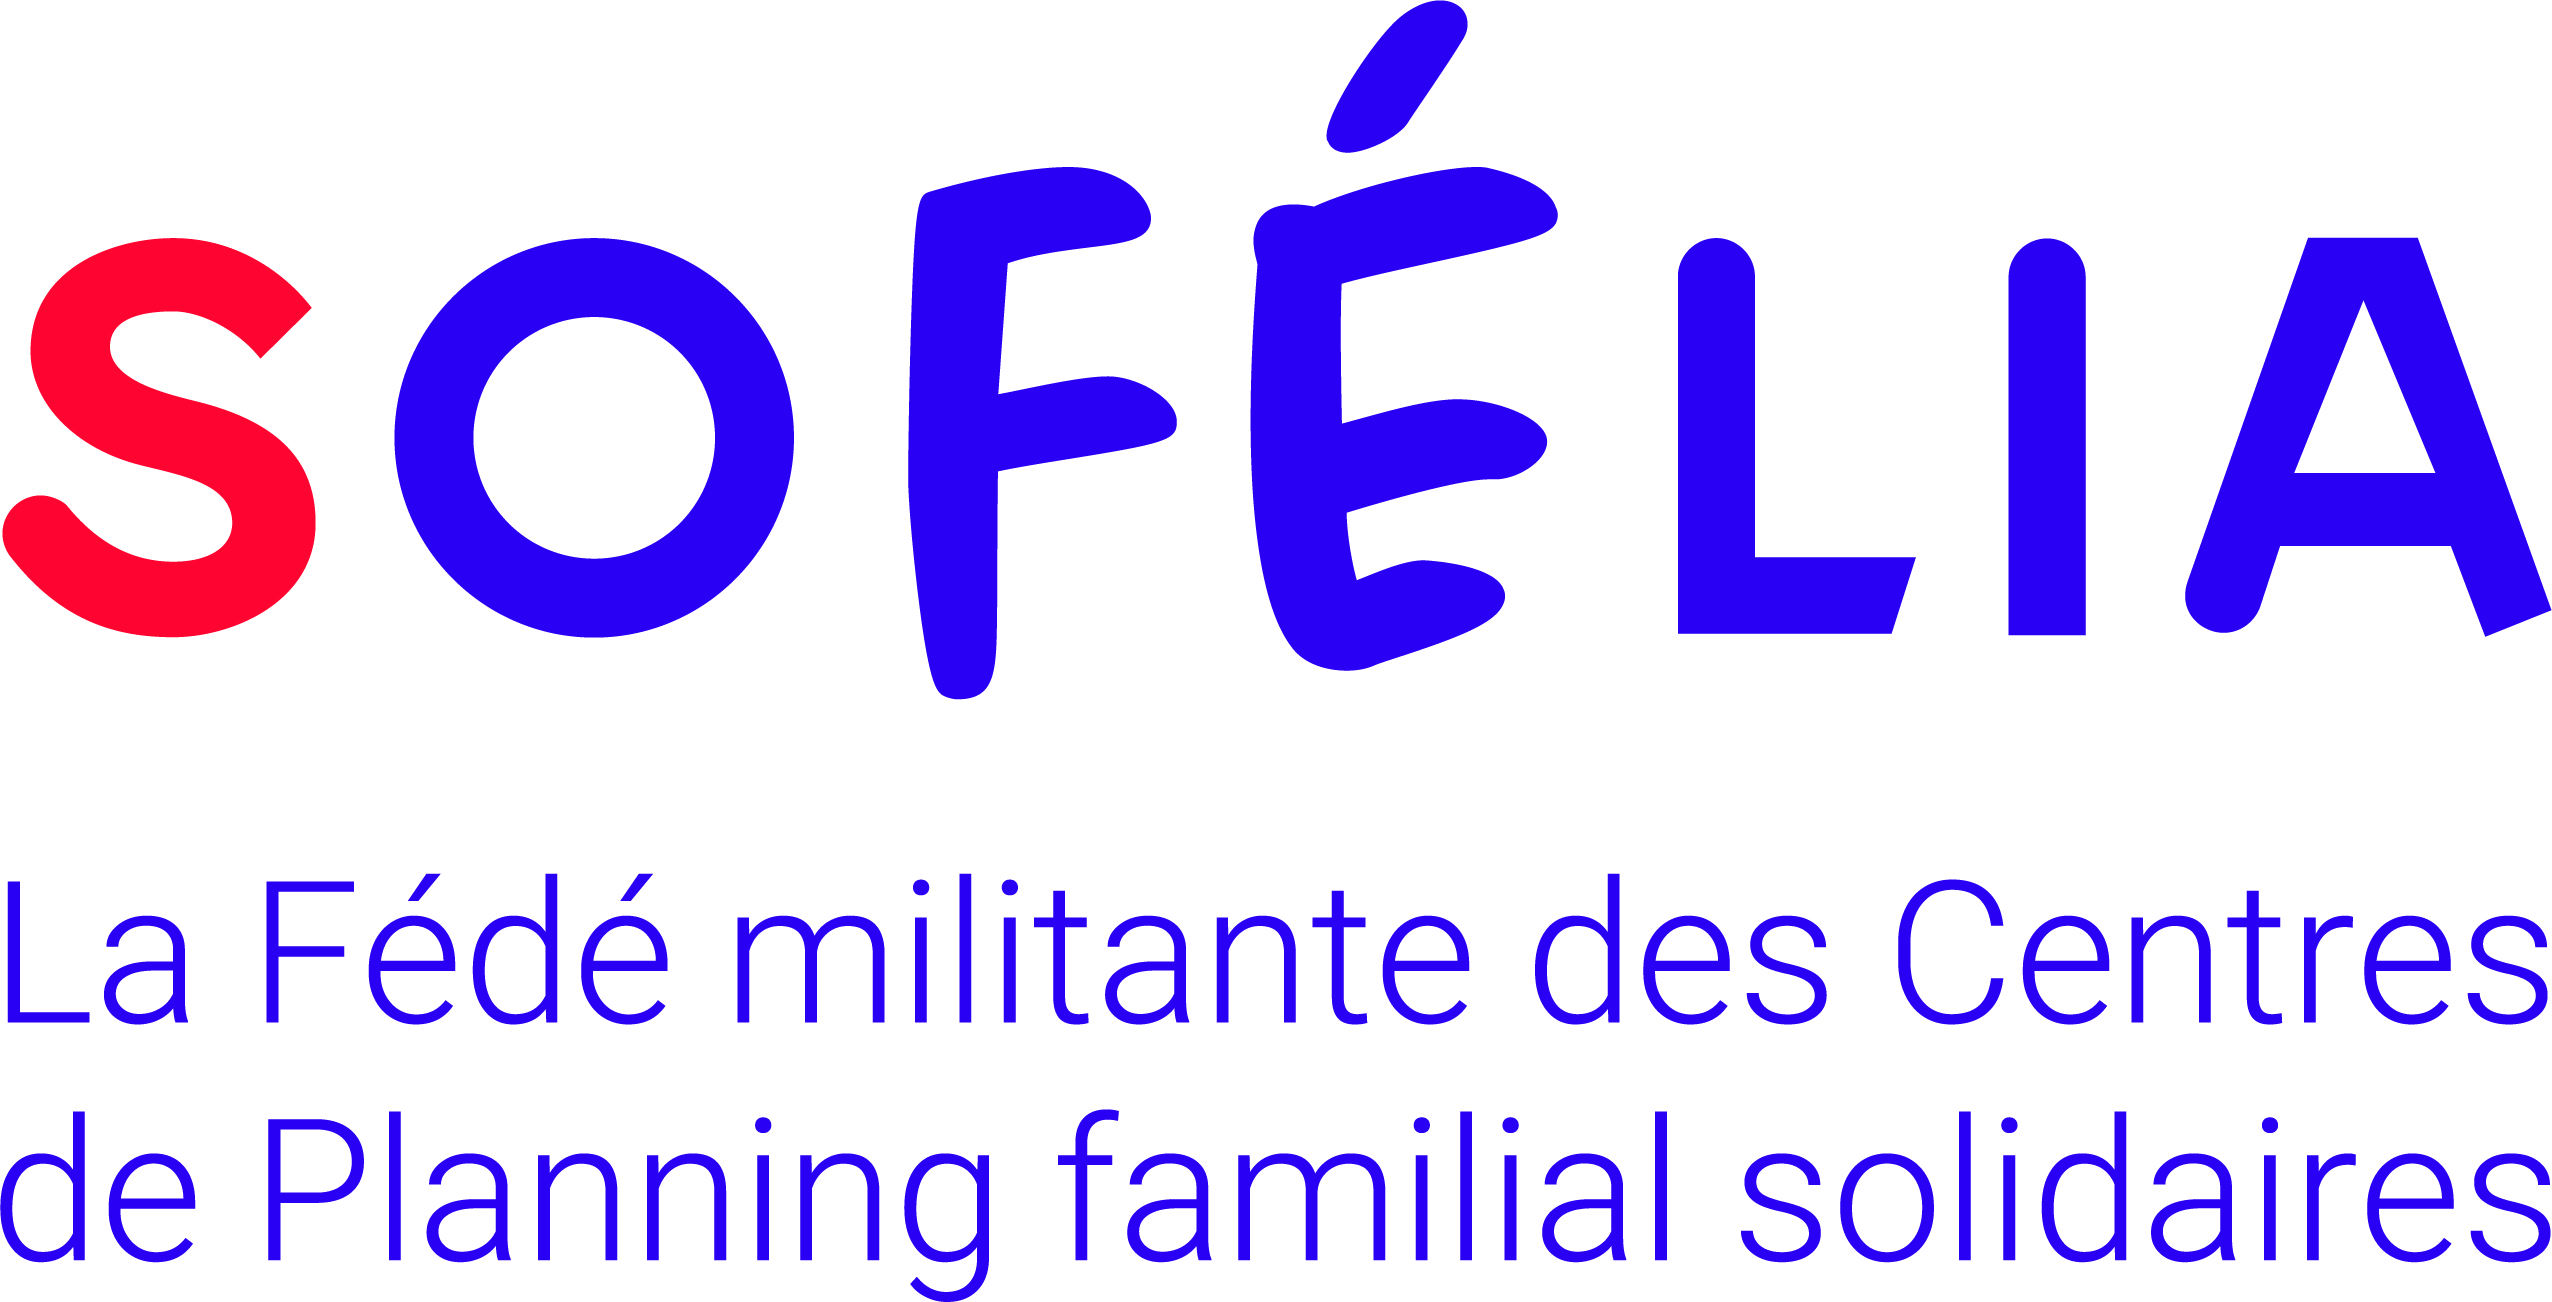 SOFÉLIA
La Fédé militante des Centres
de Planning familial solidaires